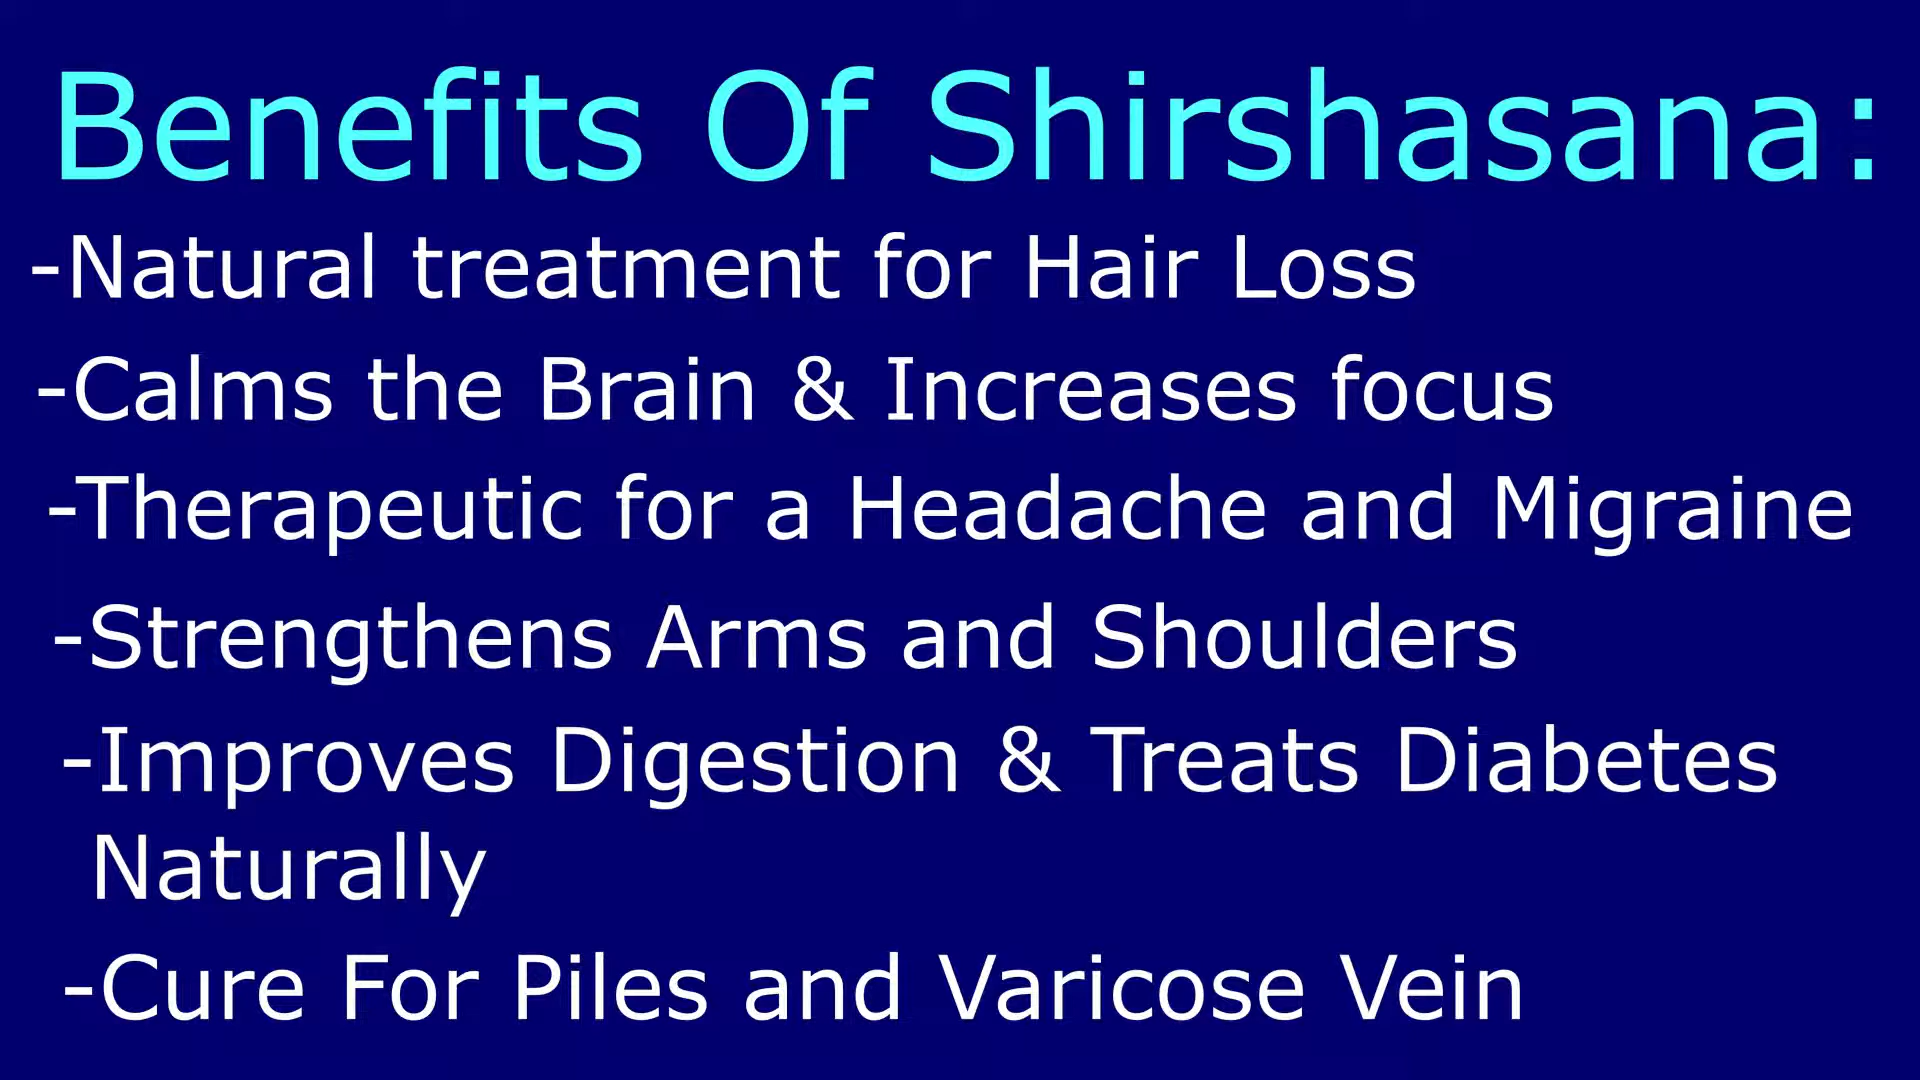 Benefits Of Shirshasana:
-Natural treatment for Hair Loss
-Calms the Brain & Increases focus
-Therapeutic for a Headache and Migraine
-Strengthens Arms and Shoulders
-Improves Digestion & Treats Diabetes
Naturally
-Cure For Piles and Varicose Vein